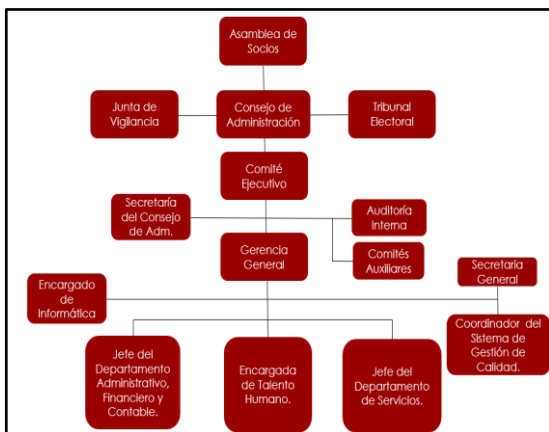 Asamblea de
Socios
Junta de
Vigilancia
Consejo de
Administración
Tribunal
Electoral
Comité
Ejecutivo
Secretaría
del Consejo
de Adm.
Auditoría
Interna
Gerencia
General
Comités
Auxiliares
Secretaria
General
Encargado
de
Informática
Coordinador del
Sistema de
Gestión de
Calidad.
Jefe del
Departamento
Administrativo,
Financiero y
Contable.
Encargada
de Talento
Humano.
Jefe del
Departamento
de Servicios.